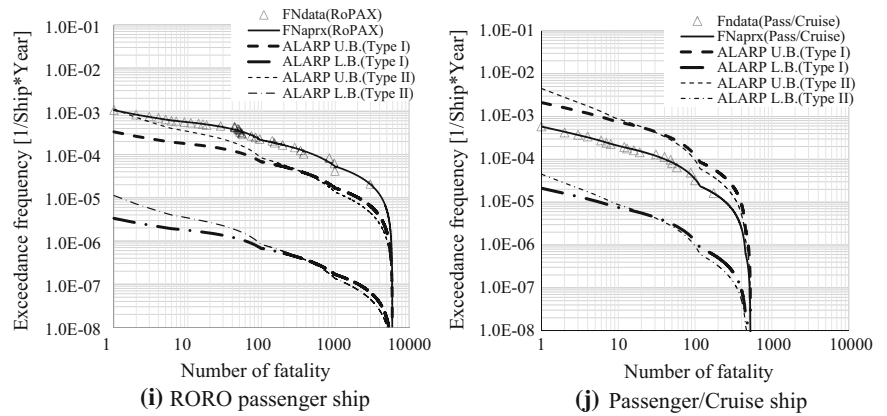 1.0E-01
1.0E-02
1.0E-03
1.0E-04
1.0E-05
1.0E-06
1.0E-07
1.0E-08
Exceedance frequency [1/Ship*Year]
FNdata(RoPAX)
FNaprx(RoPAX)
ALARP U.B.(Type I)
ALARP L.B.(Type I)
ALARP U.B.(Type II)
ALARP L.B.(Type II)
1 10 100 1000 10000
Number of fatality
(i) RORO passenger ship
1.0E-01
1.0E-02
1.0E-03
1.0E-04
1.0E-05
1.0E-06
1.0E-07
1.0E-08
Exceedance frequency [1/Ship*Year]
Fndata(Pass/Cruise)
FNaprx(Pass/Cruise)
ALARP U.B.(Type I)
ALARP L.B.(Type I)
ALARP U.B.(Type II)
ALARP L.B.(Type II)
1 10 100 1000 10000
Number of fatality
(j) Passenger/Cruise ship